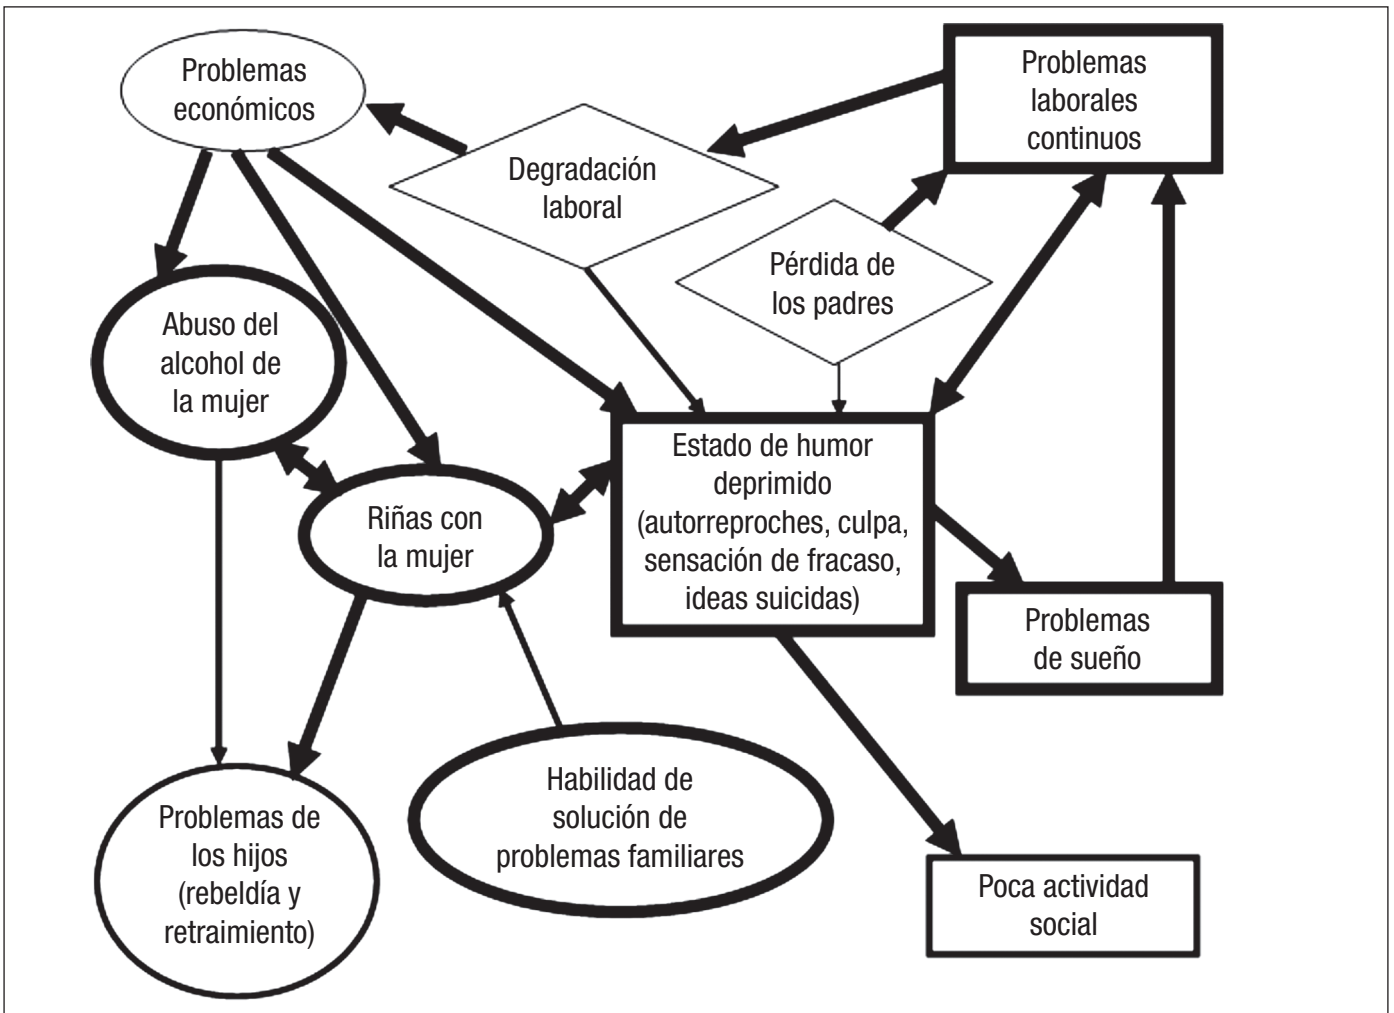 Problemas
económicos
Problemas
laborales
continuos
Degradación
laboral
Pérdida de
los padres
Abuso del
alcohol de
la mujer
Estado de humor
deprimido
(autorreproches, culpa,
sensación de fracaso,
ideas suicidas)
Riñas con
la mujer
Problemas
de sueño
Habilidad de
solución de
problemas familiares
Problemas de
los hijos
(rebeldía y
retraimiento)
Poca actividad
social